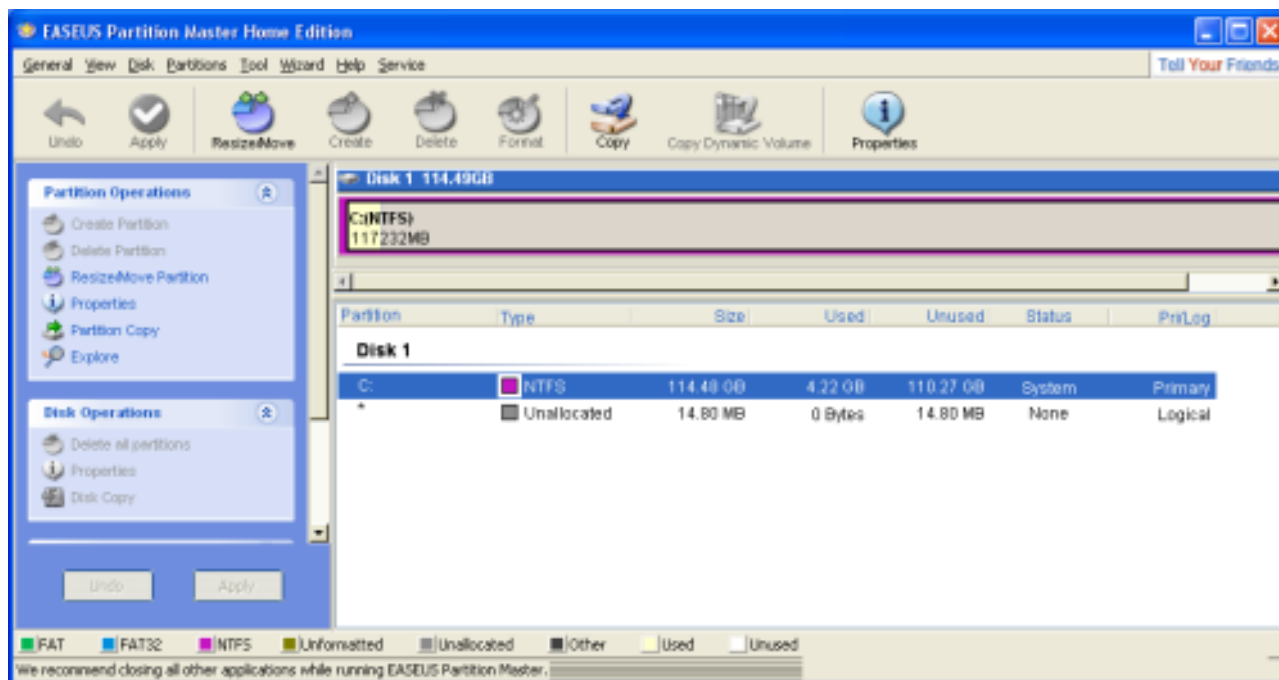 EASEUS Partition Master Home Edition
General View Disk Partitions Tool Wizard Help Service
Tell Your Friends
Undo Apply Resize/Move Create Delete Format Copy Copy Dynamic Volume Properties
Partition Operations
Create Partition
Delete Partition
Resize/Move Partition
Properties
Partition Copy
Explore
Disk Operations
Delete all partitions
Properties
Disk Copy
Undo Apply
Disk 1 114.49GB
C:(NTFS)
117232MB
Partition Type Size Used Unused Status Pri/Log
Disk 1
C: NTFS 114.48 GB 4.22 GB 110.27 GB System Primary
* Unallocated 14.80 MB 0 Bytes 14.80 MB None Logical
FAT FAT32 NTFS Unformatted Unallocated Other Used Unused
We recommend closing all other applications while running EASEUS Partition Master.